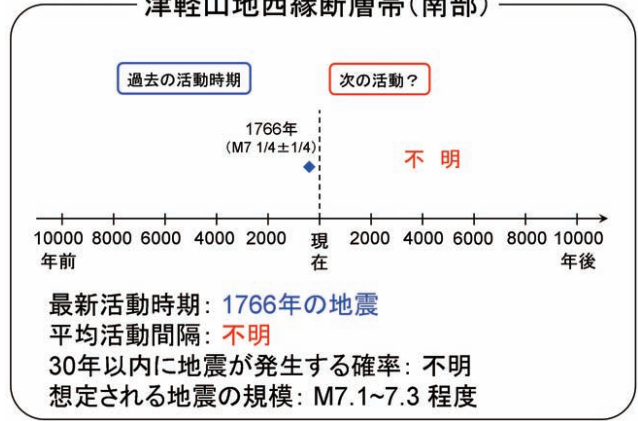 津軽山地西縁断層帯(南部)
過去の活動時期
次の活動？
1766年
(M7 1/4±1/4)
不 明
10000 8000 6000 4000 2000 現在 2000 4000 6000 8000 10000
年前 年後
最新活動時期: 1766年の地震
平均活動間隔: 不明
30年以内に地震が発生する確率: 不明
想定される地震の規模: M7.1~7.3 程度